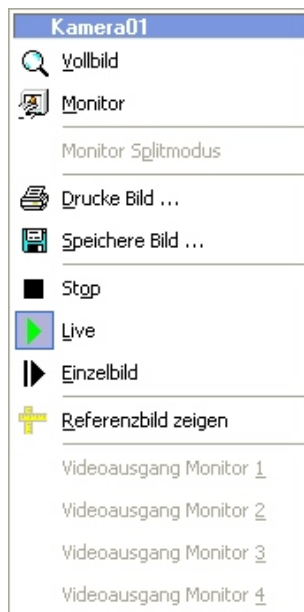 Kamera01
Vollbild
Monitor
Monitor Splitmodus
Drucke Bild ...
Speichere Bild ...
Stop
Live
Einzelbild
Referenzbild zeigen
Videoausgang Monitor 1
Videoausgang Monitor 2
Videoausgang Monitor 3
Videoausgang Monitor 4